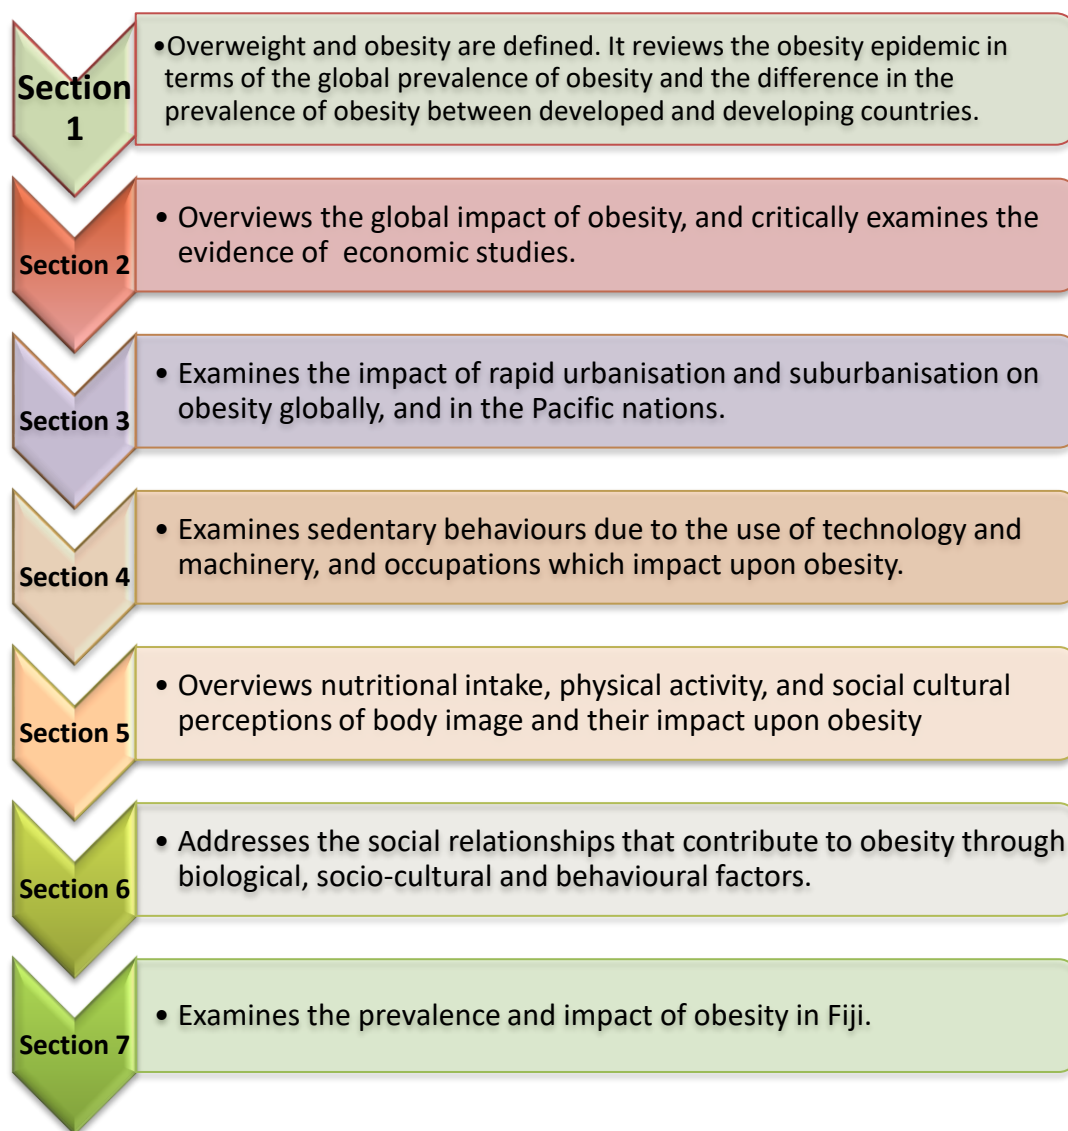 Section
1
•Overweight and obesity are defined. It reviews the obesity epidemic in
terms of the global prevalence of obesity and the difference in the
prevalence of obesity between developed and developing countries.
Section 2
• Overviews the global impact of obesity, and critically examines the
evidence of  economic studies.
Section 3
• Examines the impact of rapid urbanisation and suburbanisation on
obesity globally, and in the Pacific nations.
Section 4
• Examines sedentary behaviours due to the use of technology and
machinery, and occupations which impact upon obesity.
Section 5
• Overviews nutritional intake, physical activity, and social cultural
perceptions of body image and their impact upon obesity
Section 6
• Addresses the social relationships that contribute to obesity through
biological, socio-cultural and behavioural factors.
Section 7
• Examines the prevalence and impact of obesity in Fiji.